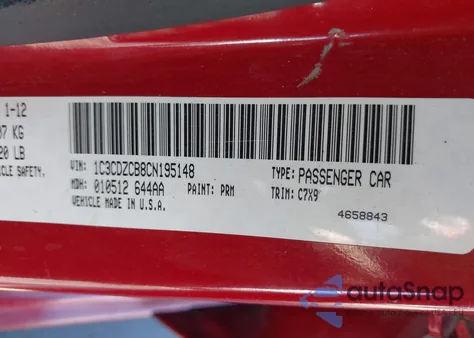 1-12
07 KG
20 LB
ICLE SAFETY,
VIN: 1C3CDZCB8CN195148
TYPE: PASSENGER CAR
MDH: 010512 644AA
PAINT: PRM
TRIM: C7X9
VEHICLE MADE IN U.S.A.
4658843
autoSnap